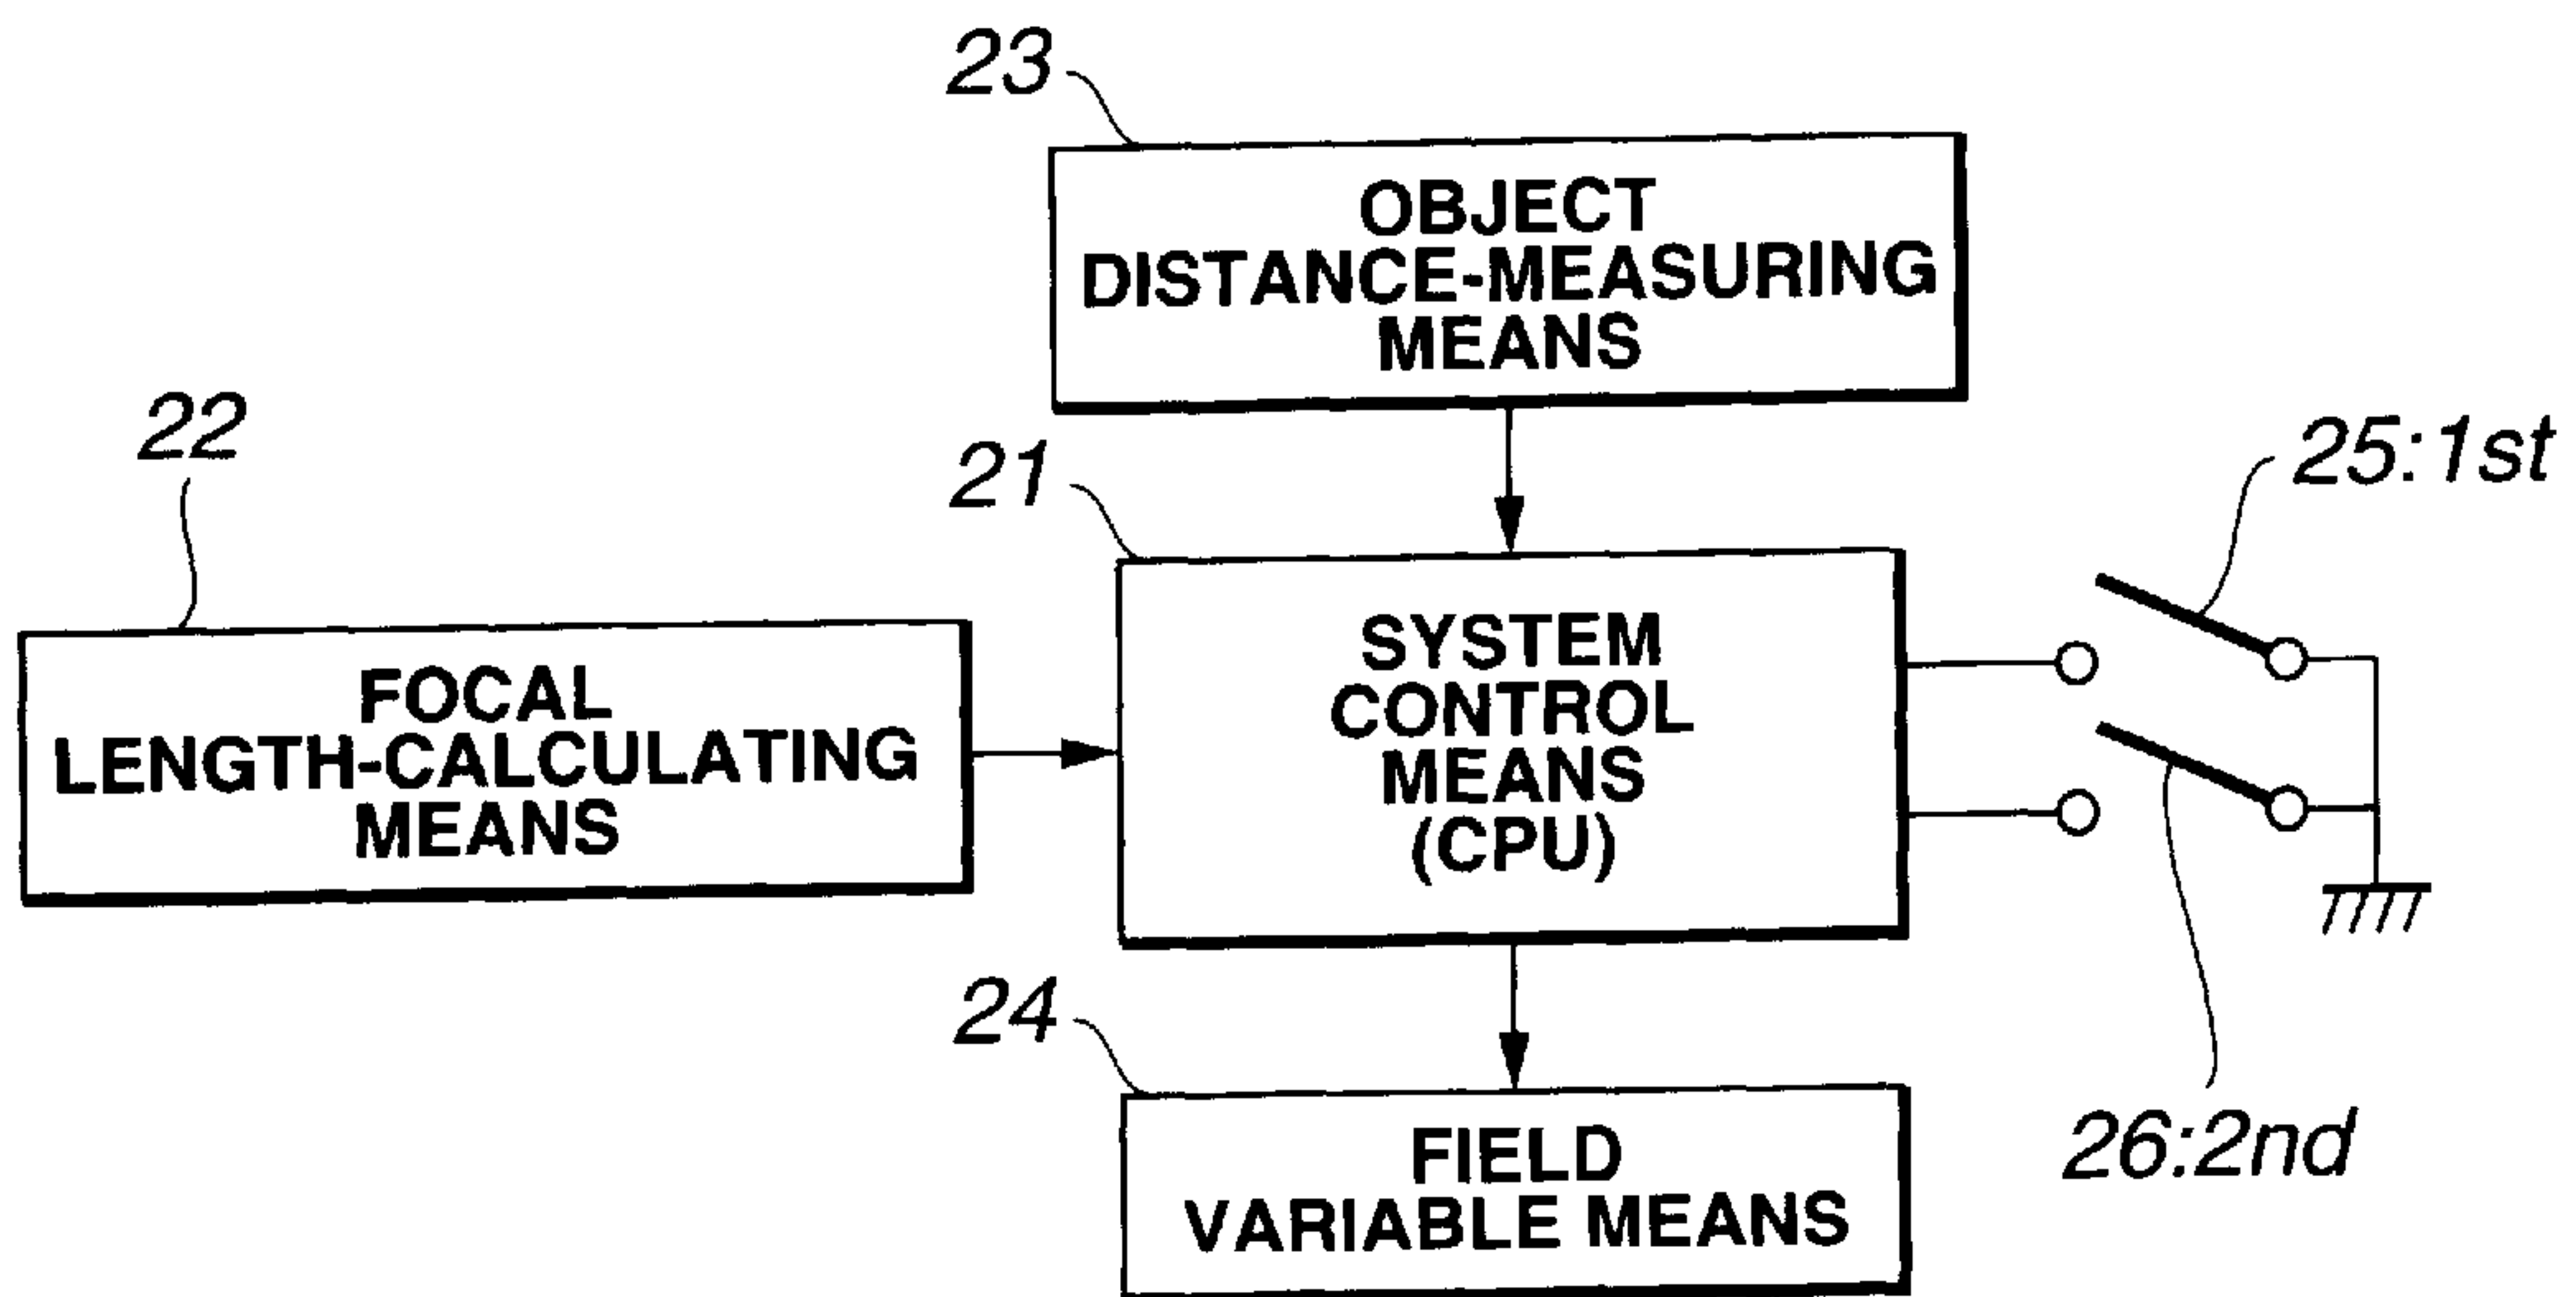 23
OBJECT
DISTANCE-MEASURING
MEANS
22
21
25:1st
FOCAL
LENGTH-CALCULATING
MEANS
SYSTEM
CONTROL
MEANS
(CPU)
24
26:2nd
FIELD
VARIABLE MEANS